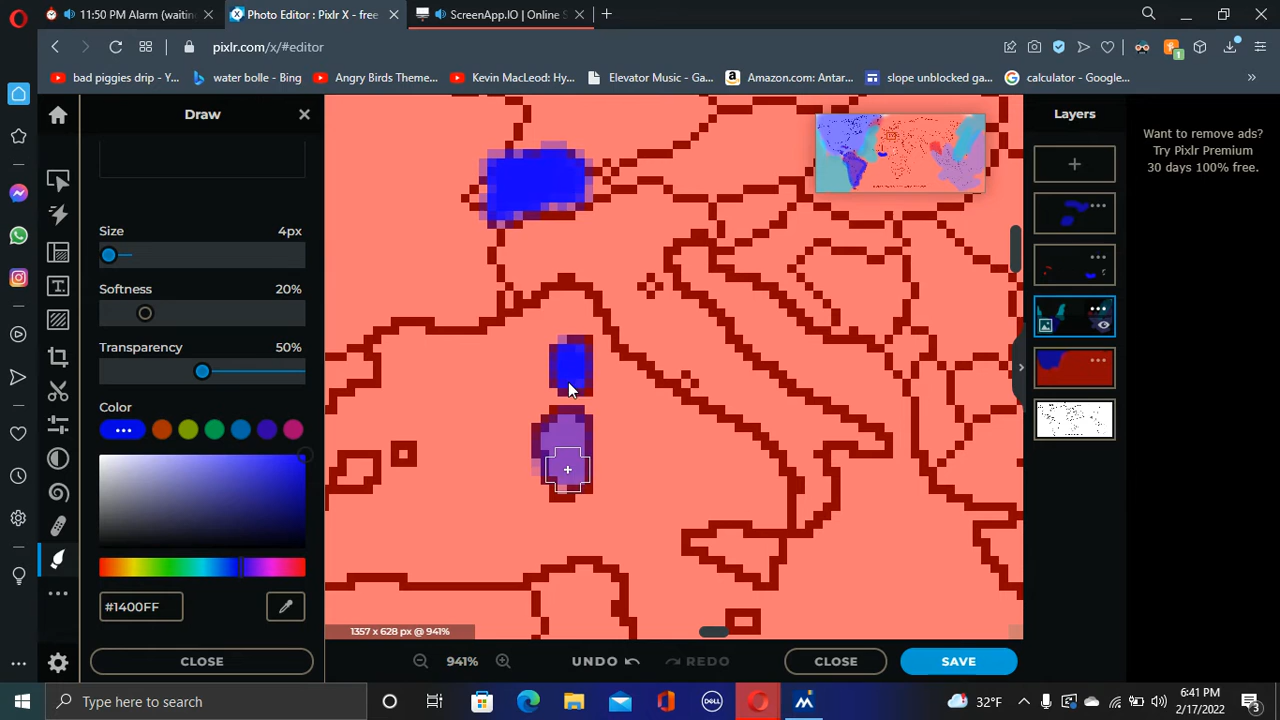 11:50 PM Alarm (waitin
Photo Editor : Pixlr X - free
ScreenApp.IO | Online S
pixlr.com/x/#editor
bad piggies drip - Y...
water bolle - Bing
Angry Birds Theme...
Kevin MacLeod: Hy...
Elevator Music - Ga...
Amazon.com: Antar...
slope unblocked ga...
calculator - Google...
1
Draw
Size 4px
Softness 20%
Transparency 50%
Color
#1400FF
CLOSE
1357 x 628 px @ 941%
941%
UNDO
REDO
CLOSE
SAVE
Layers
Want to remove ads?
Try Pixlr Premium
30 days 100% free.
Type here to search
DELL
32°F
6:41 PM
2/17/2022
3